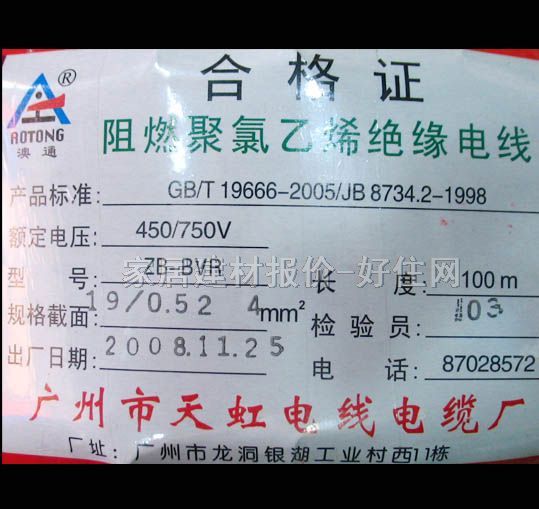 合格证
AOTONG ®
澳通
阻燃聚氯乙烯绝缘电线
产品标准: GB/T 19666-2005/JB 8734.2-1998
额定电压: 450/750V
型 号: ZB-BVR 长 度: 100 m
家居建材报价-好住网
规格截面: 19/0.52 4mm² 检验员: 03
出厂日期: 2008.11.25 电 话: 87028572
广州市天虹电线电缆厂
厂址: 广州市龙洞银湖工业村西11栋